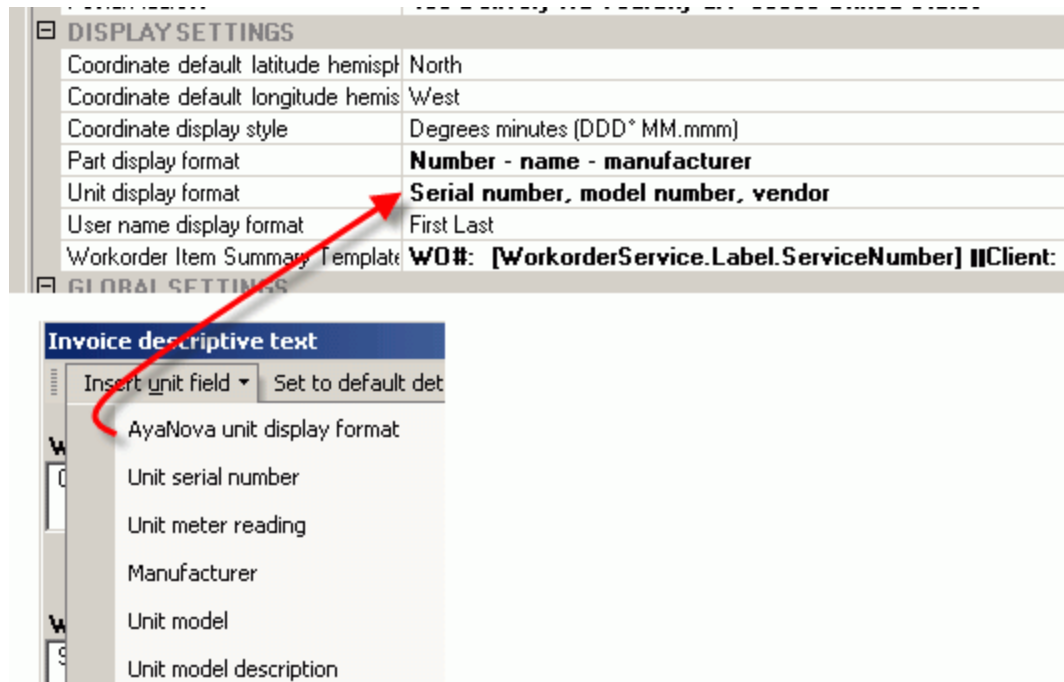 DISPLAY SETTINGS
Coordinate default latitude hemisph North
Coordinate default longitude hemis West
Coordinate display style Degrees minutes (DDD° MM.mmm)
Part display format Number - name - manufacturer
Unit display format Serial number, model number, vendor
User name display format First Last
Workorder Item Summary Template WO#: [WorkorderService.Label.ServiceNumber] ||Client:
GLOBAL SETTINGS
Invoice descriptive text
Insert unit field Set to default det
AyaNova unit display format
Unit serial number
Unit meter reading
Manufacturer
Unit model
Unit model description